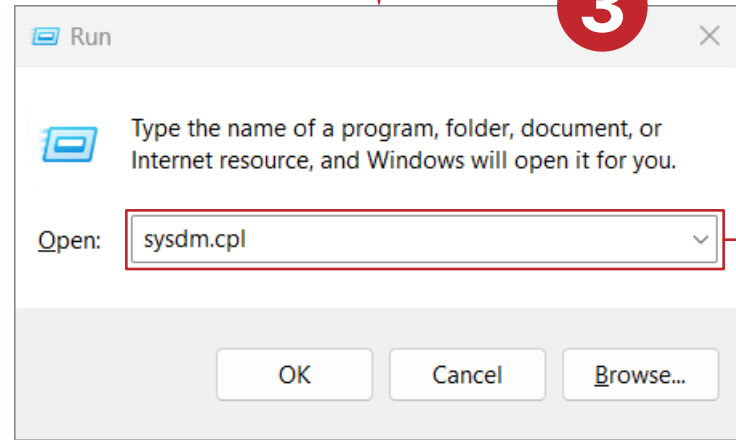 3
Run
Type the name of a program, folder, document, or
Internet resource, and Windows will open it for you.
Open: sysdm.cpl
OK Cancel Browse...